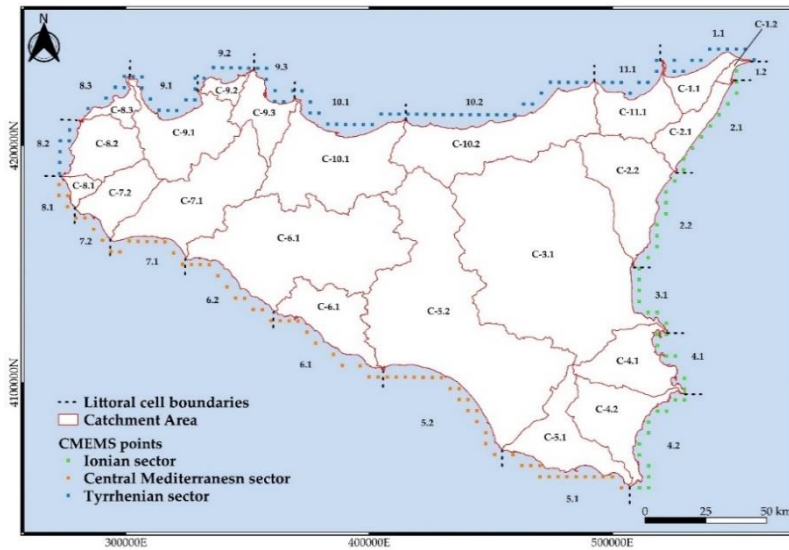 N
1.1
C-1.2
9.2
9.3
11.1
1.2
8.3
9.1
10.1
10.2
C-9.2
C-1.1
C-8.3
C-9.3
C-11.1
2.1
C-9.1
C-2.1
8.2
C-8.2
C-10.2
C-10.1
C-2.2
C-8.1
C-7.2
C-7.1
8.1
2.2
7.2
C-6.1
C-3.1
7.1
6.2
3.1
C-6.1
C-5.2
6.1
C-4.1
4.1
C-4.2
5.2
C-5.1
4.2
5.1
4200000N
4100000N
Littoral cell boundaries
Catchment Area
CMEMS points
Ionian sector
Central Mediterranesn sector
Tyrrhenian sector
0 25 50 km
300000E 400000E 500000E